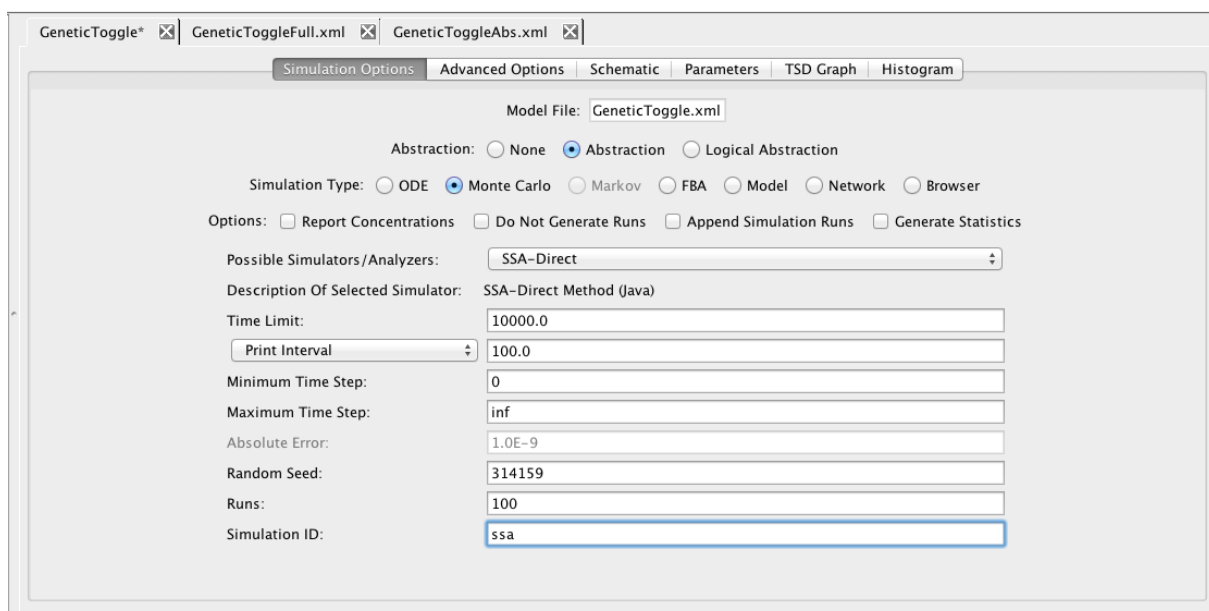 GeneticToggle* GeneticToggleFull.xml GeneticToggleAbs.xml
Simulation Options Advanced Options Schematic Parameters TSD Graph Histogram
Model File: GeneticToggle.xml
Abstraction: None Abstraction Logical Abstraction
Simulation Type: ODE Monte Carlo Markov FBA Model Network Browser
Options: Report Concentrations Do Not Generate Runs Append Simulation Runs Generate Statistics
Possible Simulators/Analyzers: SSA-Direct
Description Of Selected Simulator: SSA-Direct Method (Java)
Time Limit: 10000.0
Print Interval 100.0
Minimum Time Step: 0
Maximum Time Step: inf
Absolute Error: 1.0E-9
Random Seed: 314159
Runs: 100
Simulation ID: ssa